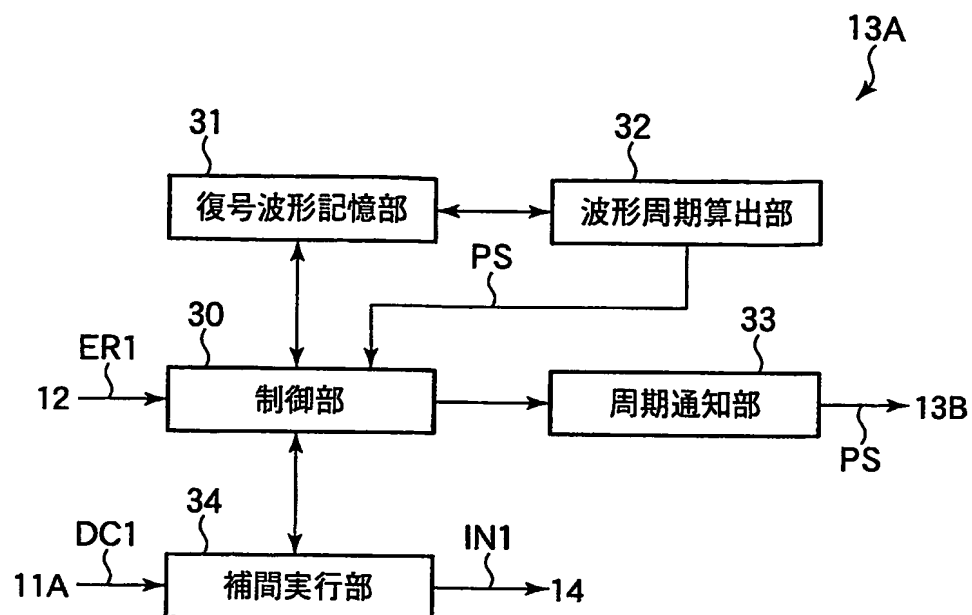 13A
31
復号波形記憶部
32
波形周期算出部
PS
30
制御部
ER1
12
33
周期通知部
13B
PS
34
補間実行部
DC1
11A
IN1
14